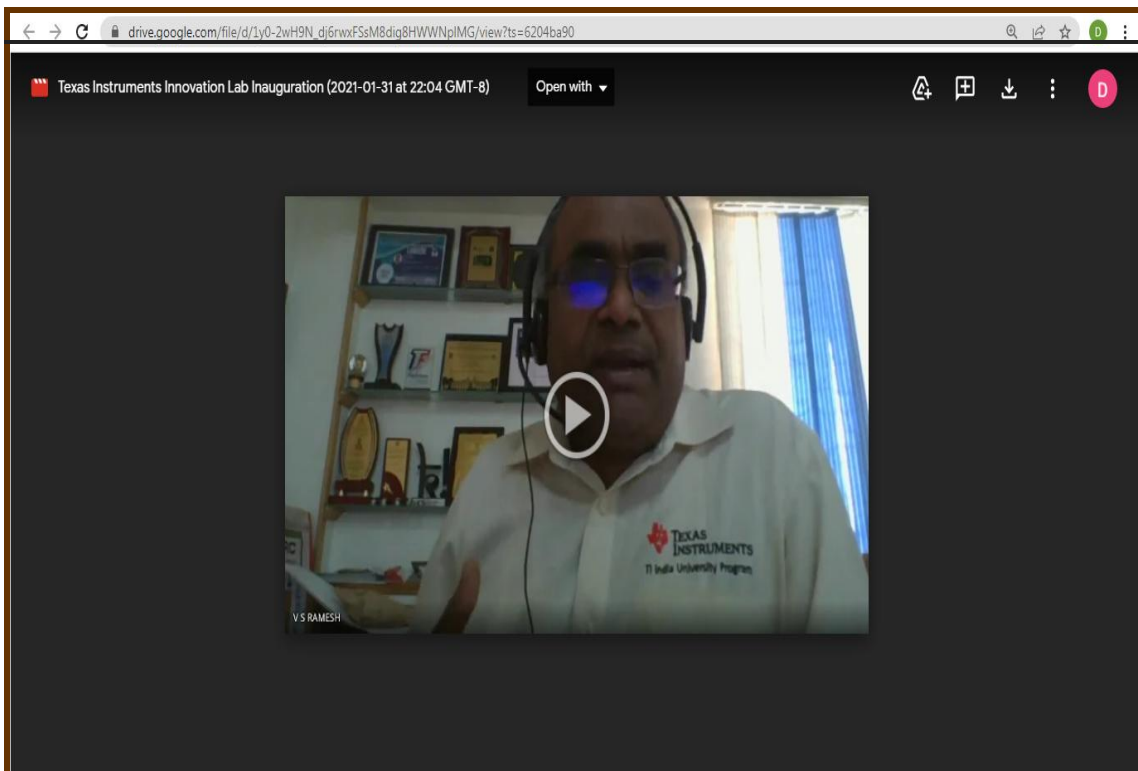 drive.google.com/file/d/1y0-2wH9N_dj6rwxFSsM8dig8HWWNpIMG/view?ts=6204ba90
D
Texas Instruments Innovation Lab Inauguration (2021-01-31 at 22:04 GMT-8)
Open with
D
TEXAS
INSTRUMENTS
TI India University Program
V S RAMESH